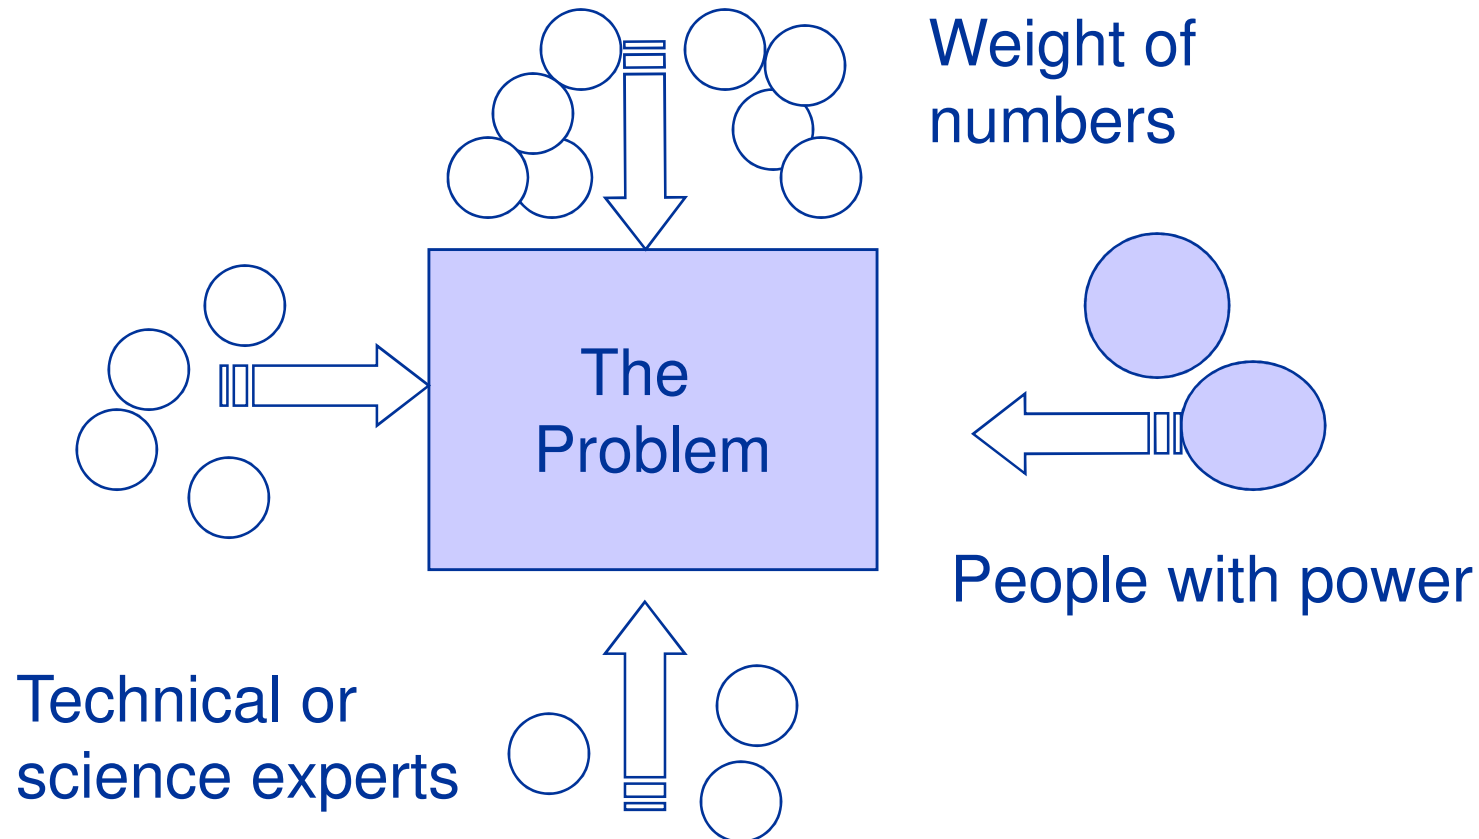 Weight of
numbers
The
Problem
People with power
Technical or
science experts